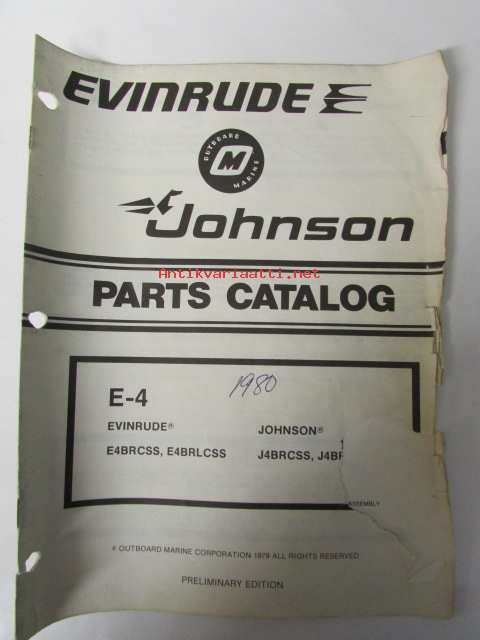 EVINRUDE
OUTBOARD
M
MARINE
Johnson
Antikvariaatti.net
PARTS CATALOG
E-4
1980
EVINRUDE® JOHNSON®
E4BRCSS, E4BRLCSS J4BRCSS,
ASSEMBLY
© OUTBOARD MARINE CORPORATION 1979 ALL RIGHTS RESERVED
PRELIMINARY EDITION